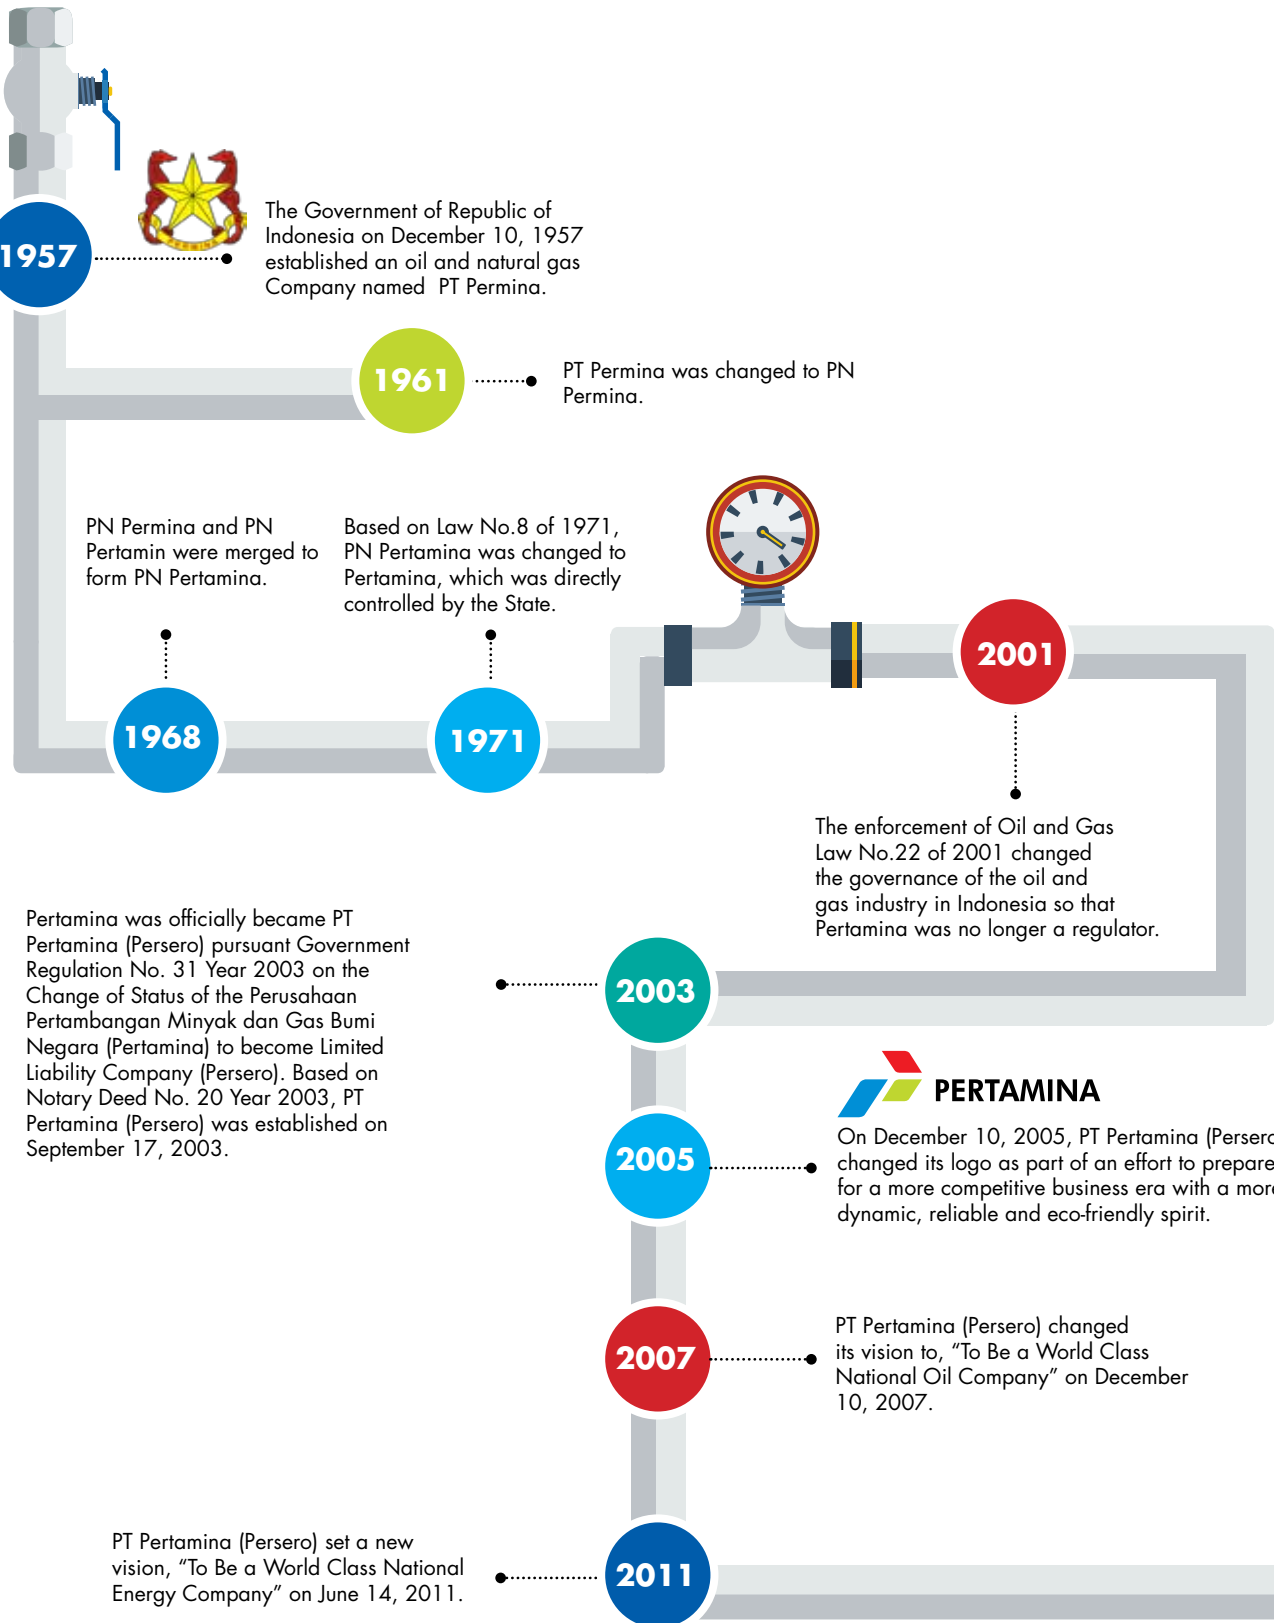 1957
The Government of Republic of
Indonesia on December 10, 1957
established an oil and natural gas
Company named PT Permina.
PERMINA
1961
PT Permina was changed to PN
Permina.
PN Permina and PN
Pertamin were merged to
form PN Pertamina.
1968
Based on Law No.8 of 1971,
PN Pertamina was changed to
Pertamina, which was directly
controlled by the State.
1971
2001
The enforcement of Oil and Gas
Law No.22 of 2001 changed
the governance of the oil and
gas industry in Indonesia so that
Pertamina was no longer a regulator.
Pertamina was officially became PT
Pertamina (Persero) pursuant Government
Regulation No. 31 Year 2003 on the
Change of Status of the Perusahaan
Pertambangan Minyak dan Gas Bumi
Negara (Pertamina) to become Limited
Liability Company (Persero). Based on
Notary Deed No. 20 Year 2003, PT
Pertamina (Persero) was established on
September 17, 2003.
2003
PERTAMINA
2005
On December 10, 2005, PT Pertamina (Persero
changed its logo as part of an effort to prepare
for a more competitive business era with a more
dynamic, reliable and eco-friendly spirit.
2007
PT Pertamina (Persero) changed
its vision to, “To Be a World Class
National Oil Company” on December
10, 2007.
PT Pertamina (Persero) set a new
vision, “To Be a World Class National
Energy Company” on June 14, 2011.
2011